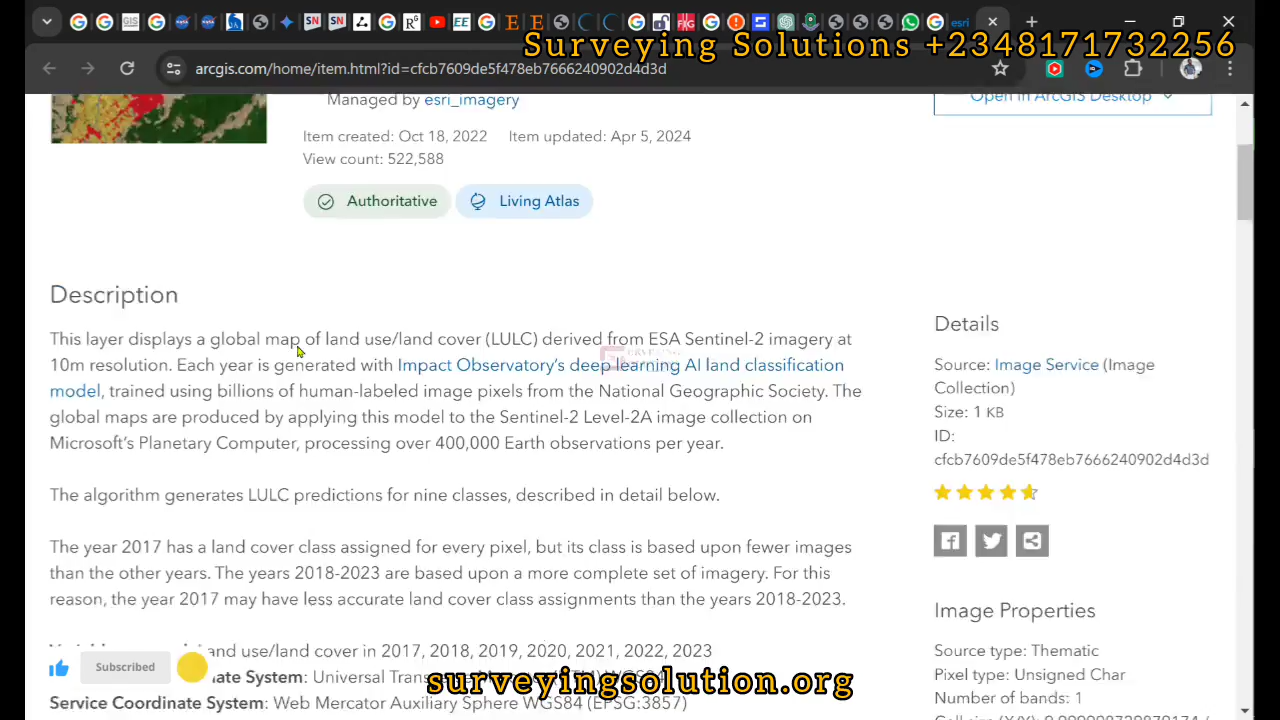 Surveying Solutions +2348171732256
arcgis.com/home/item.html?id=cfcb7609de5f478eb7666240902d4d3d
Managed by esri_imagery
Open in ArcGIS Desktop
Item created: Oct 18, 2022 Item updated: Apr 5, 2024
View count: 522,588
Authoritative Living Atlas
Description
This layer displays a global map of land use/land cover (LULC) derived from ESA Sentinel-2 imagery at
10m resolution. Each year is generated with Impact Observatory's deep learning AI land classification
model, trained using billions of human-labeled image pixels from the National Geographic Society. The
global maps are produced by applying this model to the Sentinel-2 Level-2A image collection on
Microsoft's Planetary Computer, processing over 400,000 Earth observations per year.
The algorithm generates LULC predictions for nine classes, described in detail below.
The year 2017 has a land cover class assigned for every pixel, but its class is based upon fewer images
than the other years. The years 2018-2023 are based upon a more complete set of imagery. For this
reason, the year 2017 may have less accurate land cover class assignments than the years 2018-2023.
and use/land cover in 2017, 2018, 2019, 2020, 2021, 2022, 2023
Subscribed
nate System: Universal
Service Coordinate System: Web Mercator Auxiliary Sphere WGS84 (EPSG:3857)
surveyingsolution.org
Details
Source: Image Service (Image
Collection)
Size: 1 KB
ID:
cfcb7609de5f478eb7666240902d4d3d
Image Properties
Source type: Thematic
Pixel type: Unsigned Char
Number of bands: 1